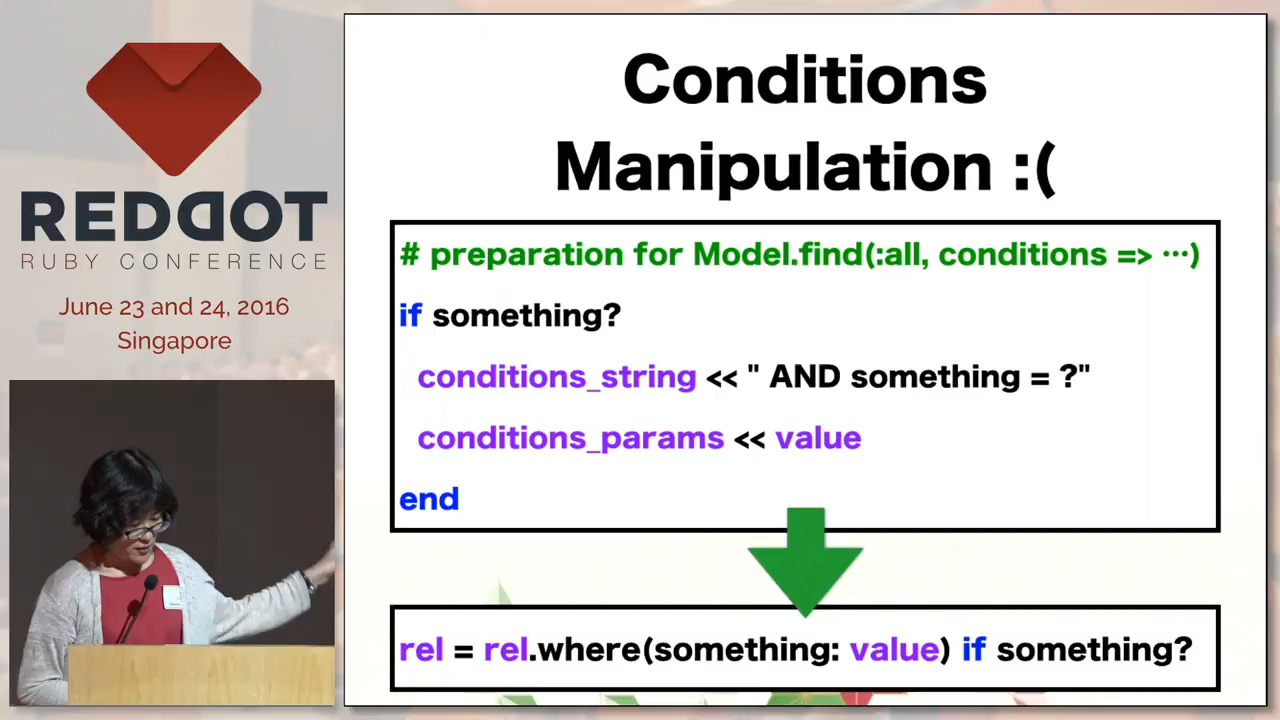 REDDOT
RUBY CONFERENCE
June 23 and 24, 2016
Singapore
Conditions
Manipulation :(
# preparation for Model.find(:all, conditions => …)
if something?
conditions_string << " AND something = ?"
conditions_params << value
end
rel = rel.where(something: value) if something?